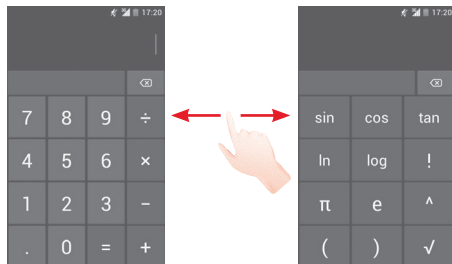 17:20
7 8 9 ÷
4 5 6 ×
1 2 3 −
. 0 = +
17:20
sin cos tan
ln log !
π e ^
( ) √